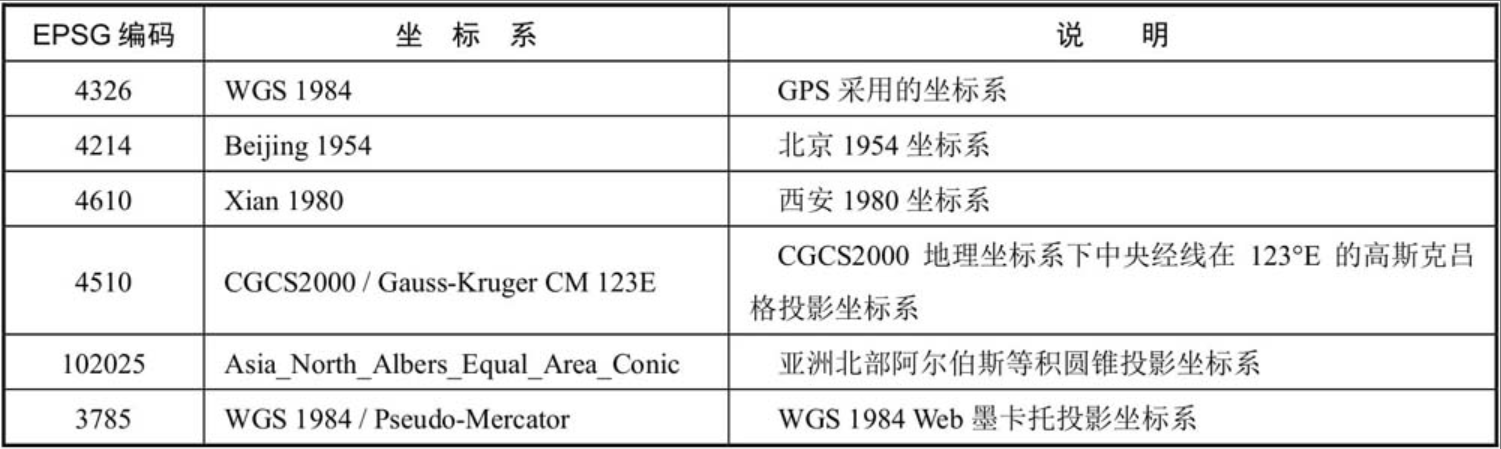 EPSG 编码 坐 标 系 说 明
4326 WGS 1984 GPS 采用的坐标系
4214 Beijing 1954 北京 1954 坐标系
4610 Xian 1980 西安 1980 坐标系
4510 CGCS2000 / Gauss-Kruger CM 123E CGCS2000 地理坐标系下中央经线在 123°E 的高斯克吕
格投影坐标系
102025 Asia_North_Albers_Equal_Area_Conic 亚洲北部阿尔伯斯等积圆锥投影坐标系
3785 WGS 1984 / Pseudo-Mercator WGS 1984 Web 墨卡托投影坐标系